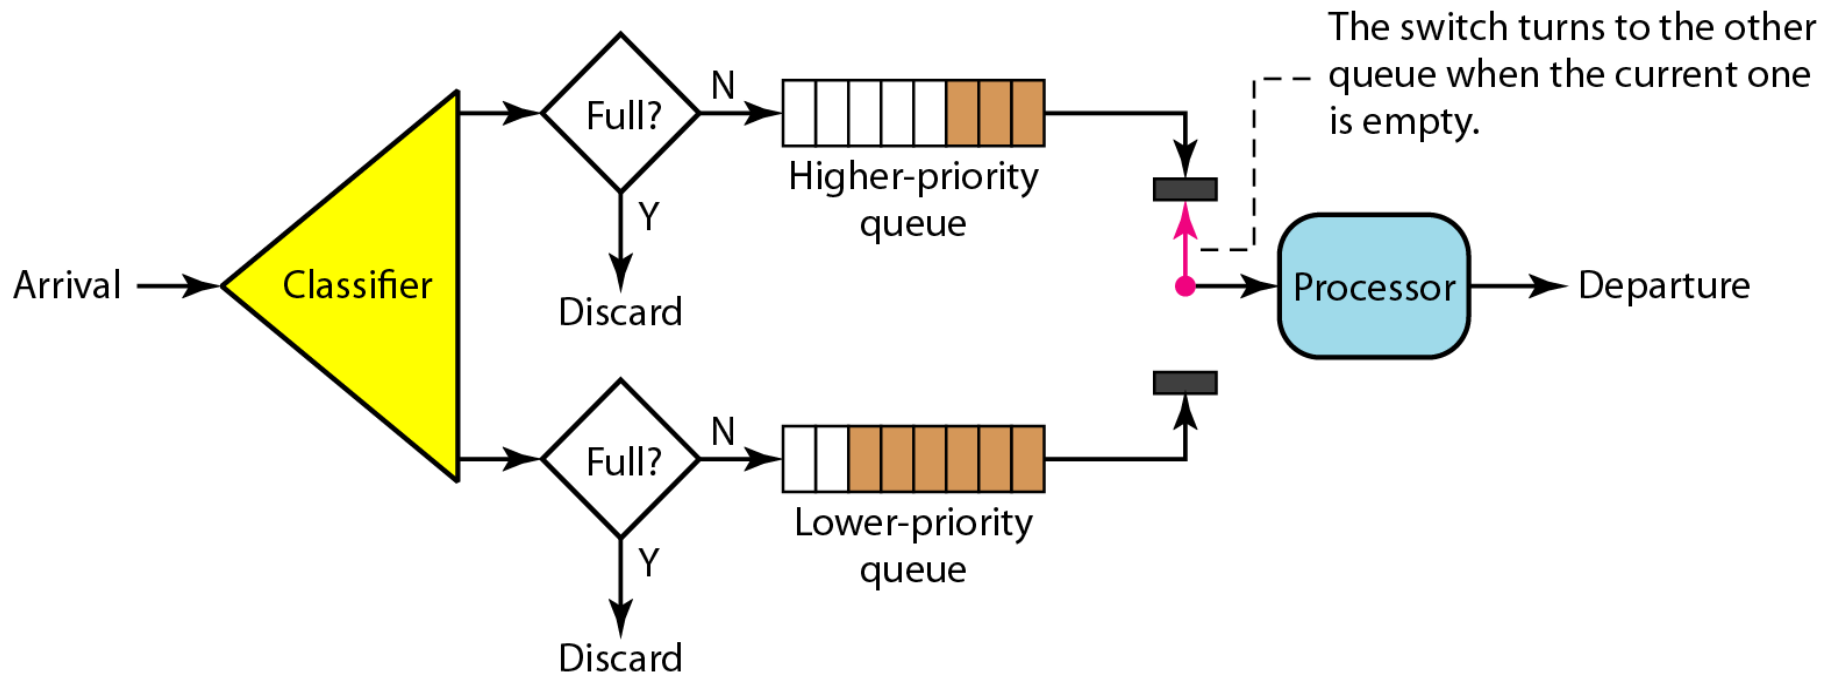 The switch turns to the other
queue when the current one
is empty.
N
Full?
Higher-priority
queue
Y
Discard
Arrival
Classifier
Processor
Departure
N
Full?
Lower-priority
queue
Y
Discard